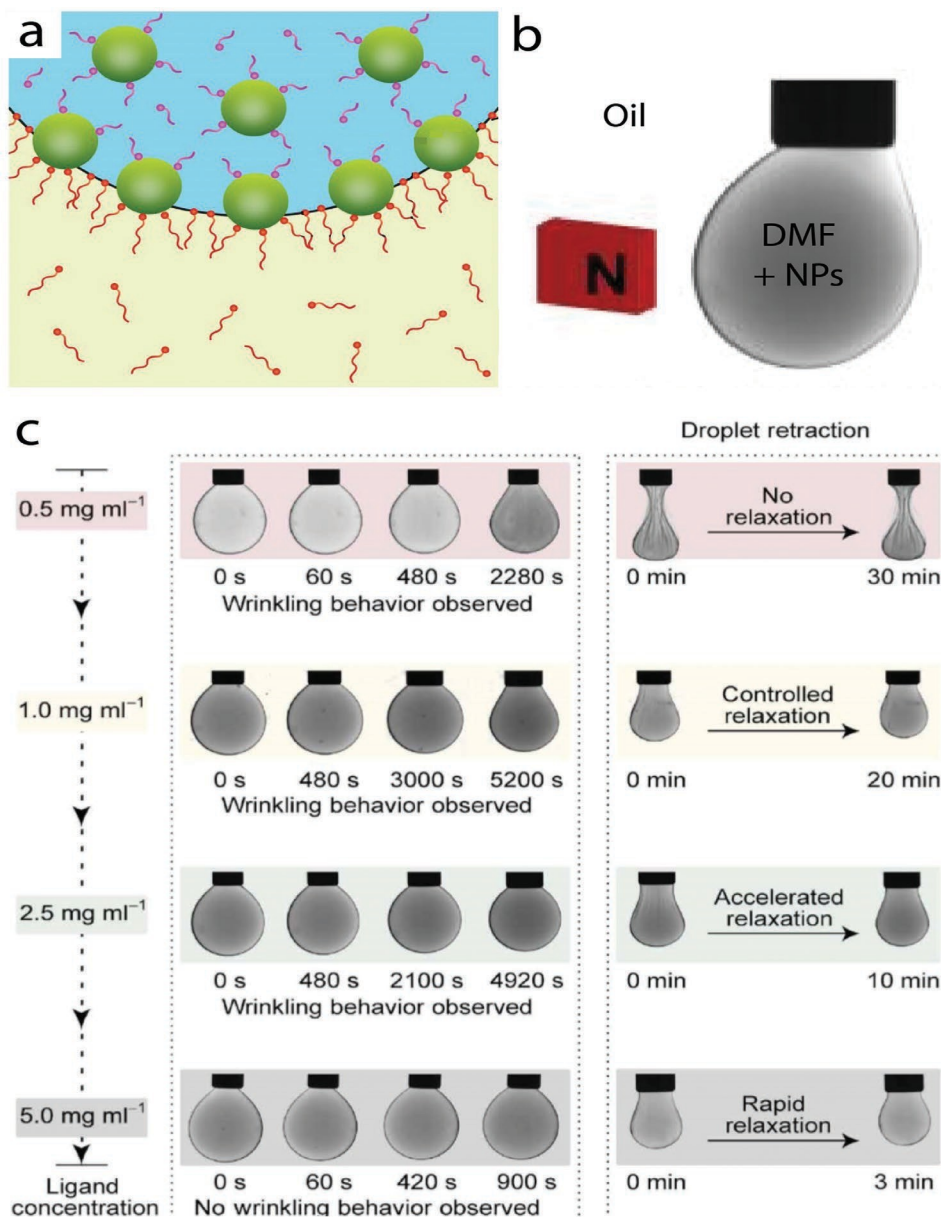 a
b
Oil
DMF
+ NPs
N
c
Droplet retraction
0.5 mg ml⁻¹
No
relaxation
0 s 60 s 480 s 2280 s
0 min 30 min
Wrinkling behavior observed
1.0 mg ml⁻¹
Controlled
relaxation
0 s 480 s 3000 s 5200 s
0 min 20 min
Wrinkling behavior observed
2.5 mg ml⁻¹
Accelerated
relaxation
0 s 480 s 2100 s 4920 s
0 min 10 min
Wrinkling behavior observed
5.0 mg ml⁻¹
Rapid
relaxation
0 s 60 s 420 s 900 s
0 min 3 min
Ligand
concentration
No wrinkling behavior observed